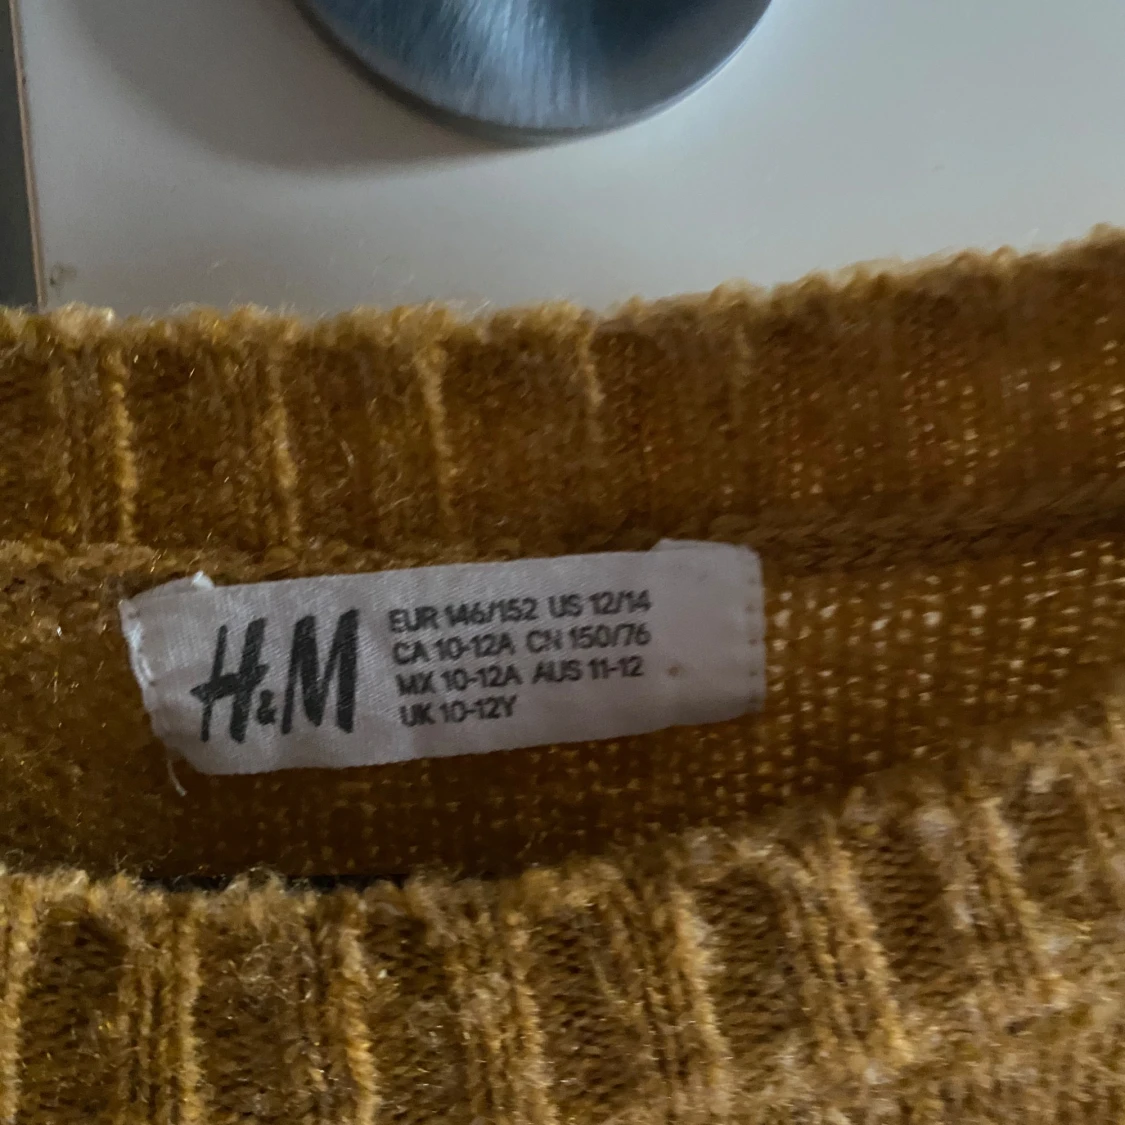 H&M
EUR 146/152 US 12/14
CA 10-12A CN 150/76
MX 10-12A AUS 11-12
UK 10-12Y